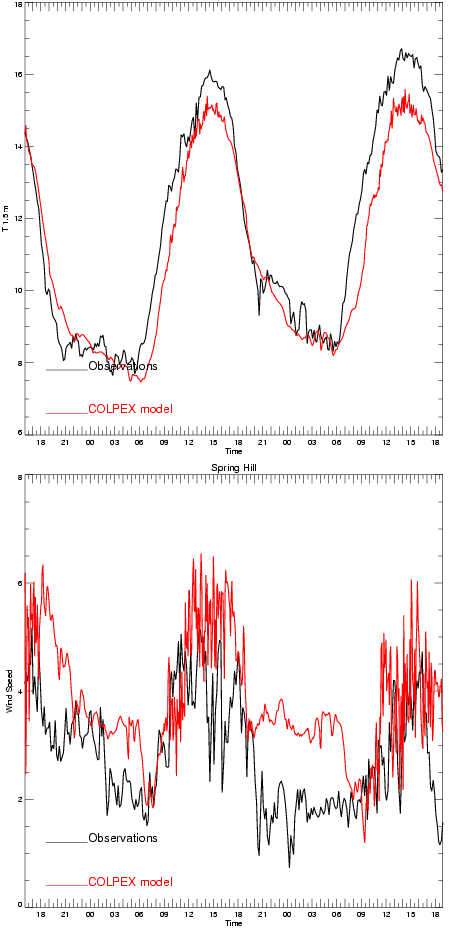 18
16
14
12
10
8
6
T 1.5 m
Observations
COLPEX model
18 21 00 03 06 09 12 15 18 21 00 03 06 09 12 15 18
Time
Spring Hill
8
6
4
2
0
Wind Speed
Observations
COLPEX model
18 21 00 03 06 09 12 15 18 21 00 03 06 09 12 15 18
Time